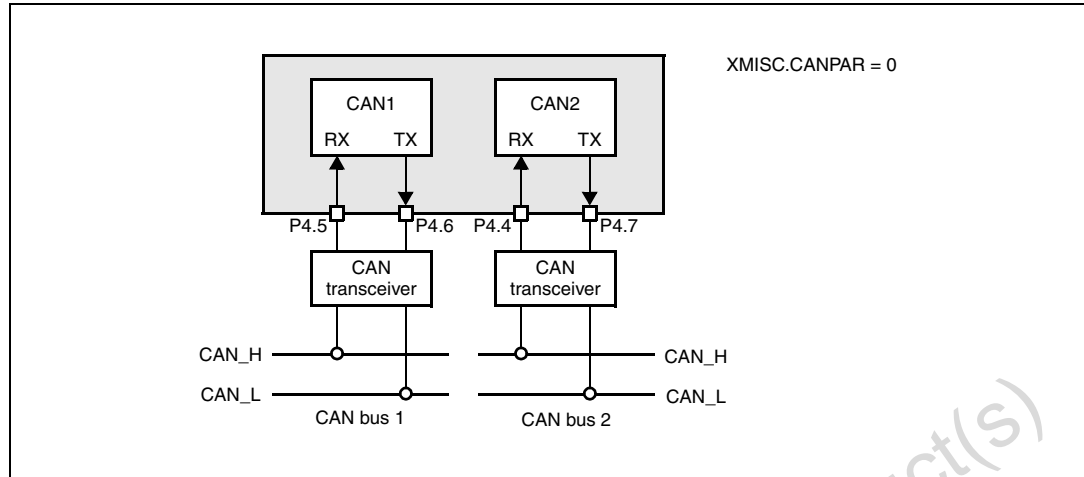 XMISC.CANPAR = 0
CAN1
CAN2
RX TX
RX TX
P4.5 P4.6 P4.4 P4.7
CAN
transceiver
CAN
transceiver
CAN_H
CAN_H
CAN_L
CAN_L
CAN bus 1
CAN bus 2